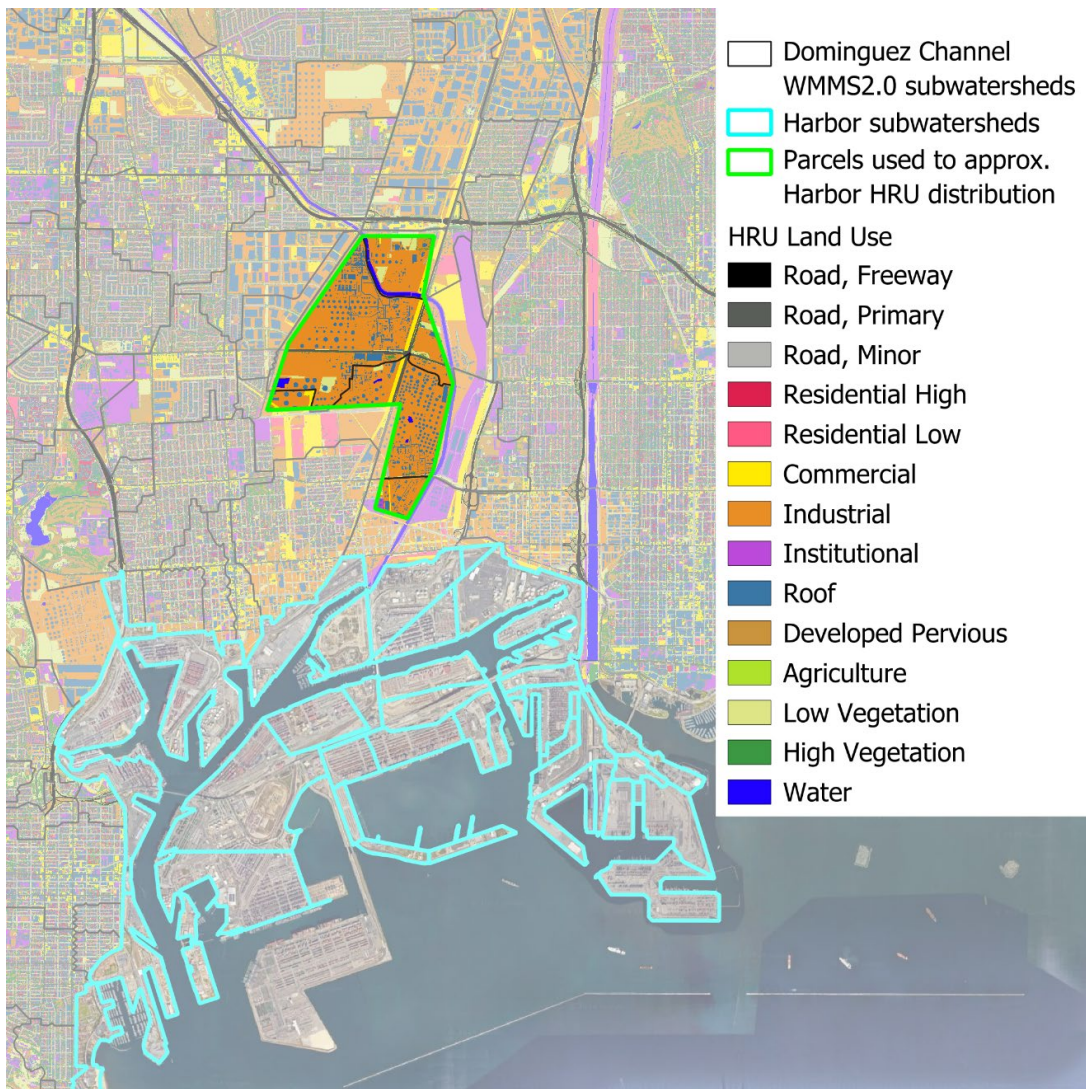 Dominguez Channel
WMMS2.0 subwatersheds
Harbor subwatersheds
Parcels used to approx.
Harbor HRU distribution
HRU Land Use
Road, Freeway
Road, Primary
Road, Minor
Residential High
Residential Low
Commercial
Industrial
Institutional
Roof
Developed Pervious
Agriculture
Low Vegetation
High Vegetation
Water